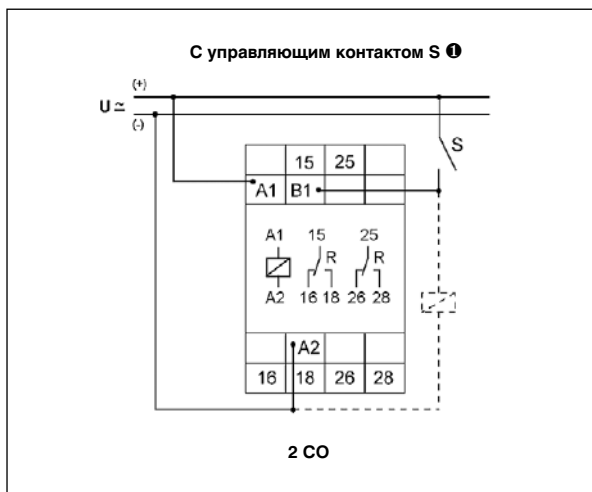 С управляющим контактом S ❶
(+)
U ≃
(-)
S
15 25
A1 B1
A1 15 25
R R
A2 16 18 26 28
A2
16 18 26 28
2 CO